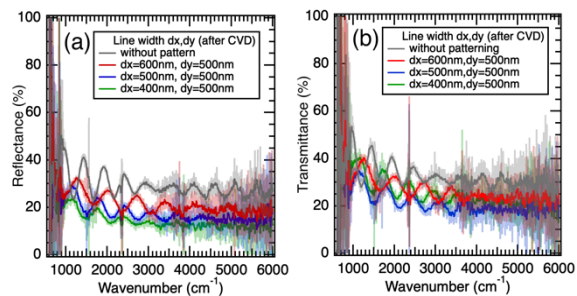 (a)
Line width dx,dy (after CVD)
without pattern
dx=600nm, dy=500nm
dx=500nm, dy=500nm
dx=400nm, dy=500nm
Reflectance (%)
100
80
60
40
20
0
1000 2000 3000 4000 5000 6000
Wavenumber (cm⁻¹)
(b)
Line width dx,dy (after CVD)
without patterning
dx=600nm,dy=500nm
dx=500nm,dy=500nm
dx=400nm,dy=500nm
Transmittance (%)
100
80
60
40
20
0
1000 2000 3000 4000 5000 6000
Wavenumber (cm⁻¹)